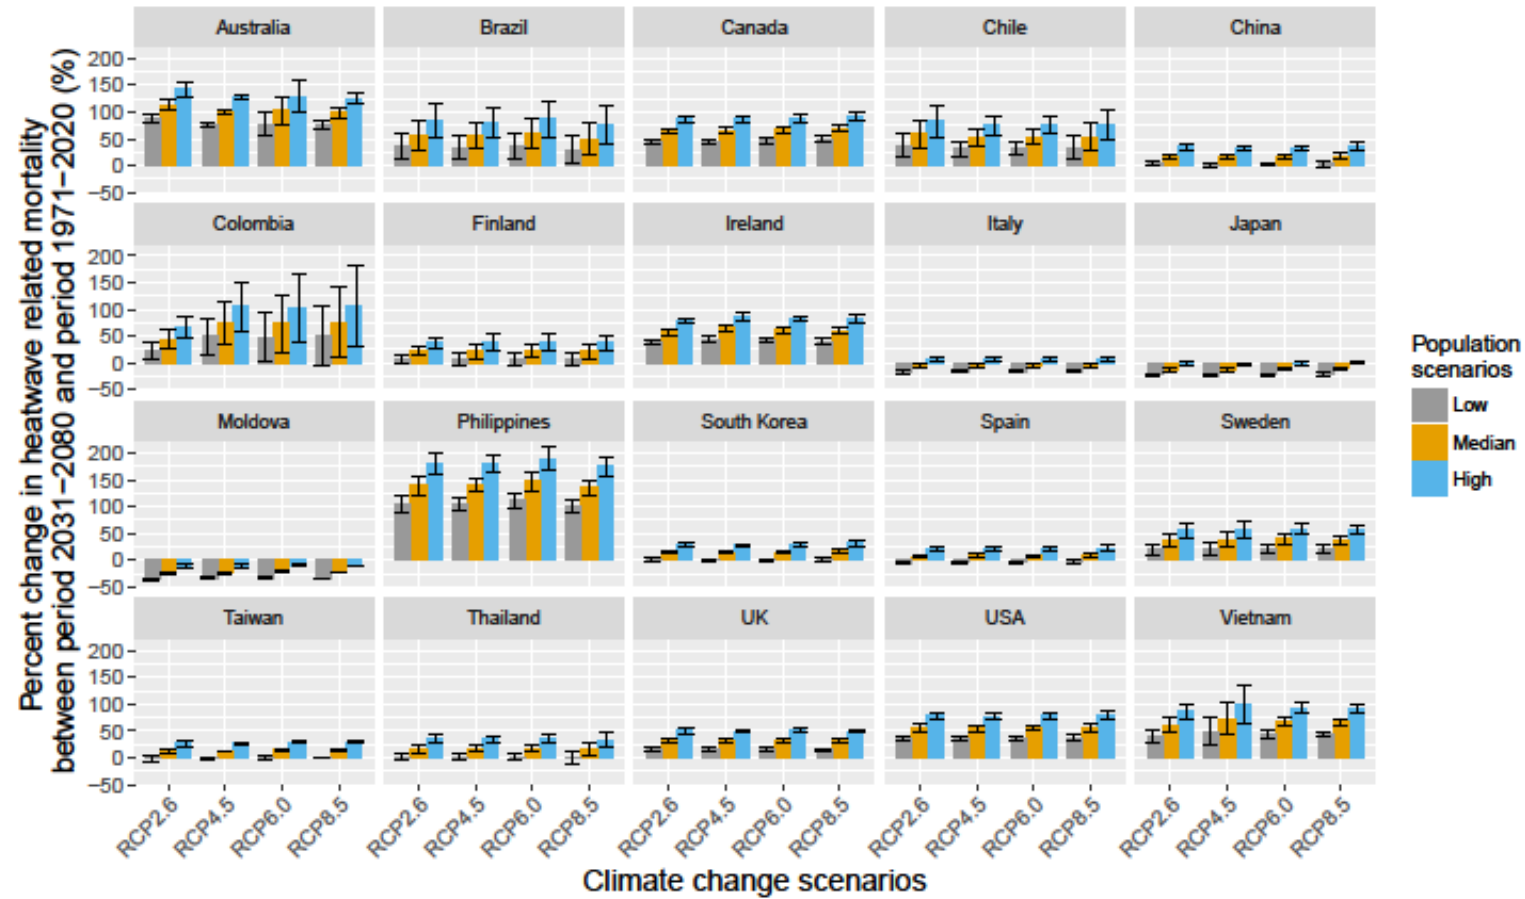 Percent change in heatwave related mortality
between period 2031−2080 and period 1971−2020 (%)
Australia Brazil Canada Chile China
200
150
100
50
0
−50
Colombia Finland Ireland Italy Japan
200
150
100
50
0
−50
Moldova Philippines South Korea Spain Sweden
200
150
100
50
0
−50
Taiwan Thailand UK USA Vietnam
200
150
100
50
0
−50
RCP2.6 RCP4.5 RCP6.0 RCP8.5 RCP2.6 RCP4.5 RCP6.0 RCP8.5 RCP2.6 RCP4.5 RCP6.0 RCP8.5 RCP2.6 RCP4.5 RCP6.0 RCP8.5 RCP2.6 RCP4.5 RCP6.0 RCP8.5
Climate change scenarios
Population
scenarios
Low
Median
High